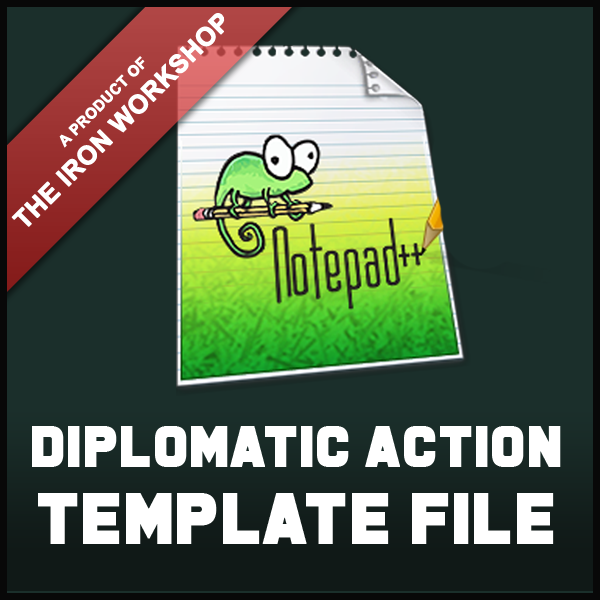 A PRODUCT OF
THE IRON WORKSHOP
Notepad++
DIPLOMATIC ACTION
TEMPLATE FILE